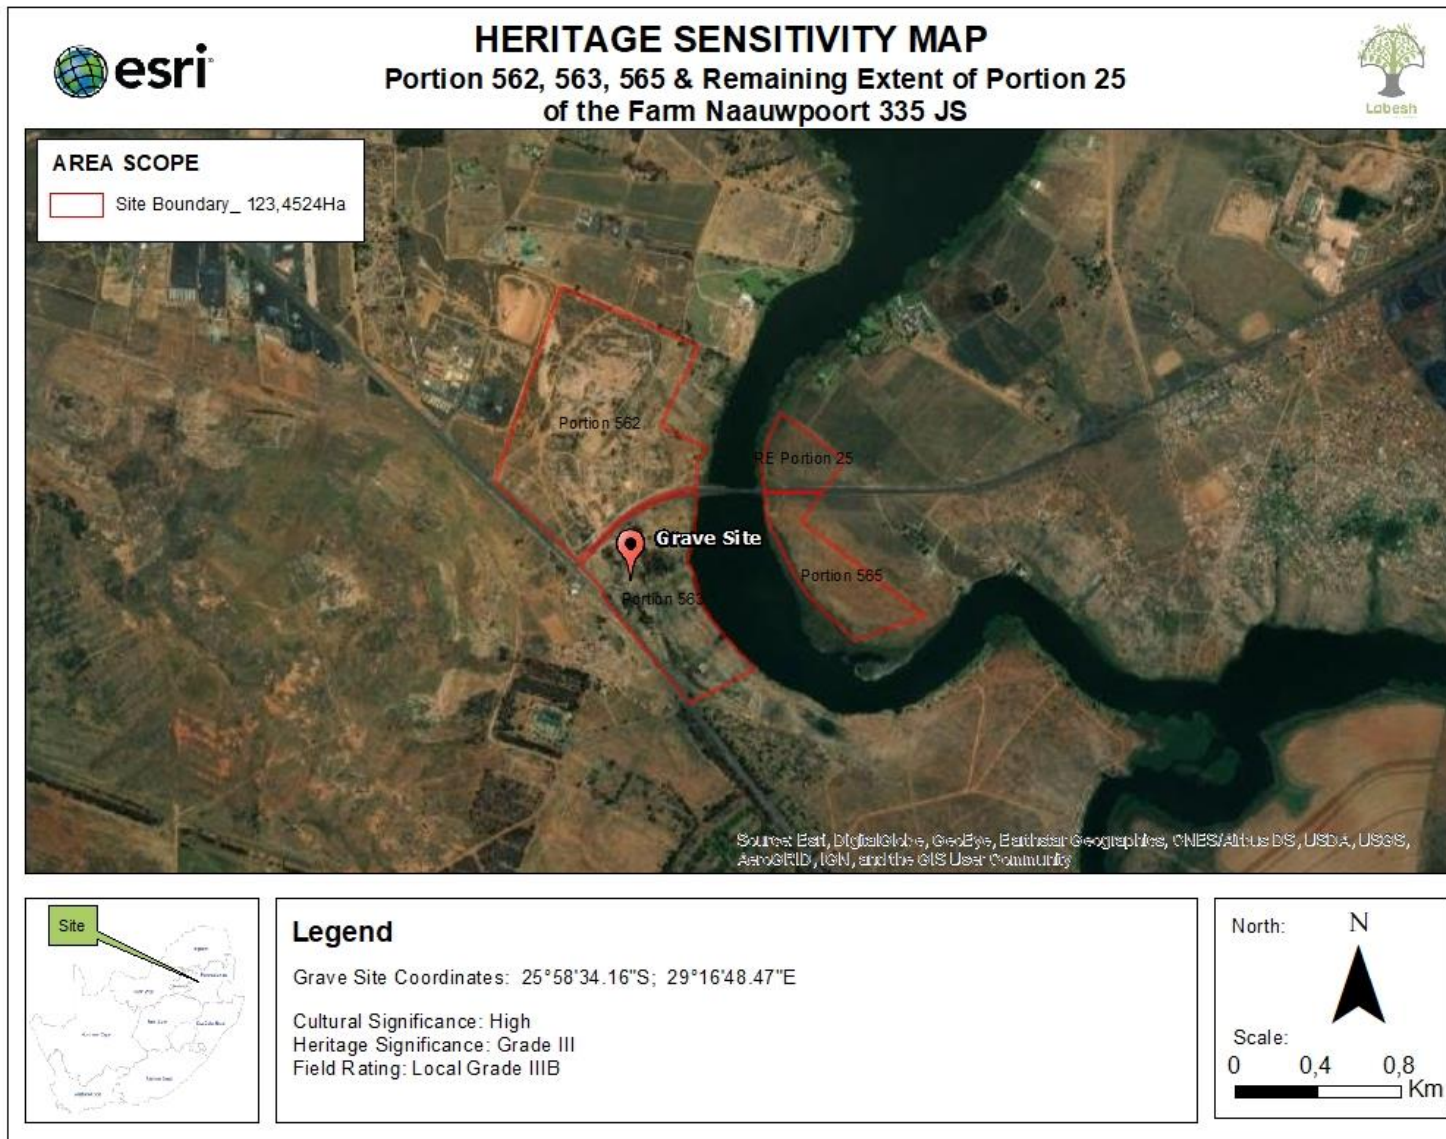 esri
HERITAGE SENSITIVITY MAP
Portion 562, 563, 565 & Remaining Extent of Portion 25
of the Farm Naauwpoort 335 JS
Labesh
AREA SCOPE
Site Boundary_ 123,4524Ha
Portion 562
RE Portion 25
Grave Site
Portion 565
Portion 563
Source: Esri, DigitalGlobe, GeoEye, Earthstar Geographics, CNES/Airbus DS, USDA, USGS,
AeroGRID, IGN, and the GIS User Community
Site
Legend
Grave Site Coordinates: 25°58'34.16"S; 29°16'48.47"E
Cultural Significance: High
Heritage Significance: Grade III
Field Rating: Local Grade IIIB
North: N
Scale:
0 0,4 0,8
Km